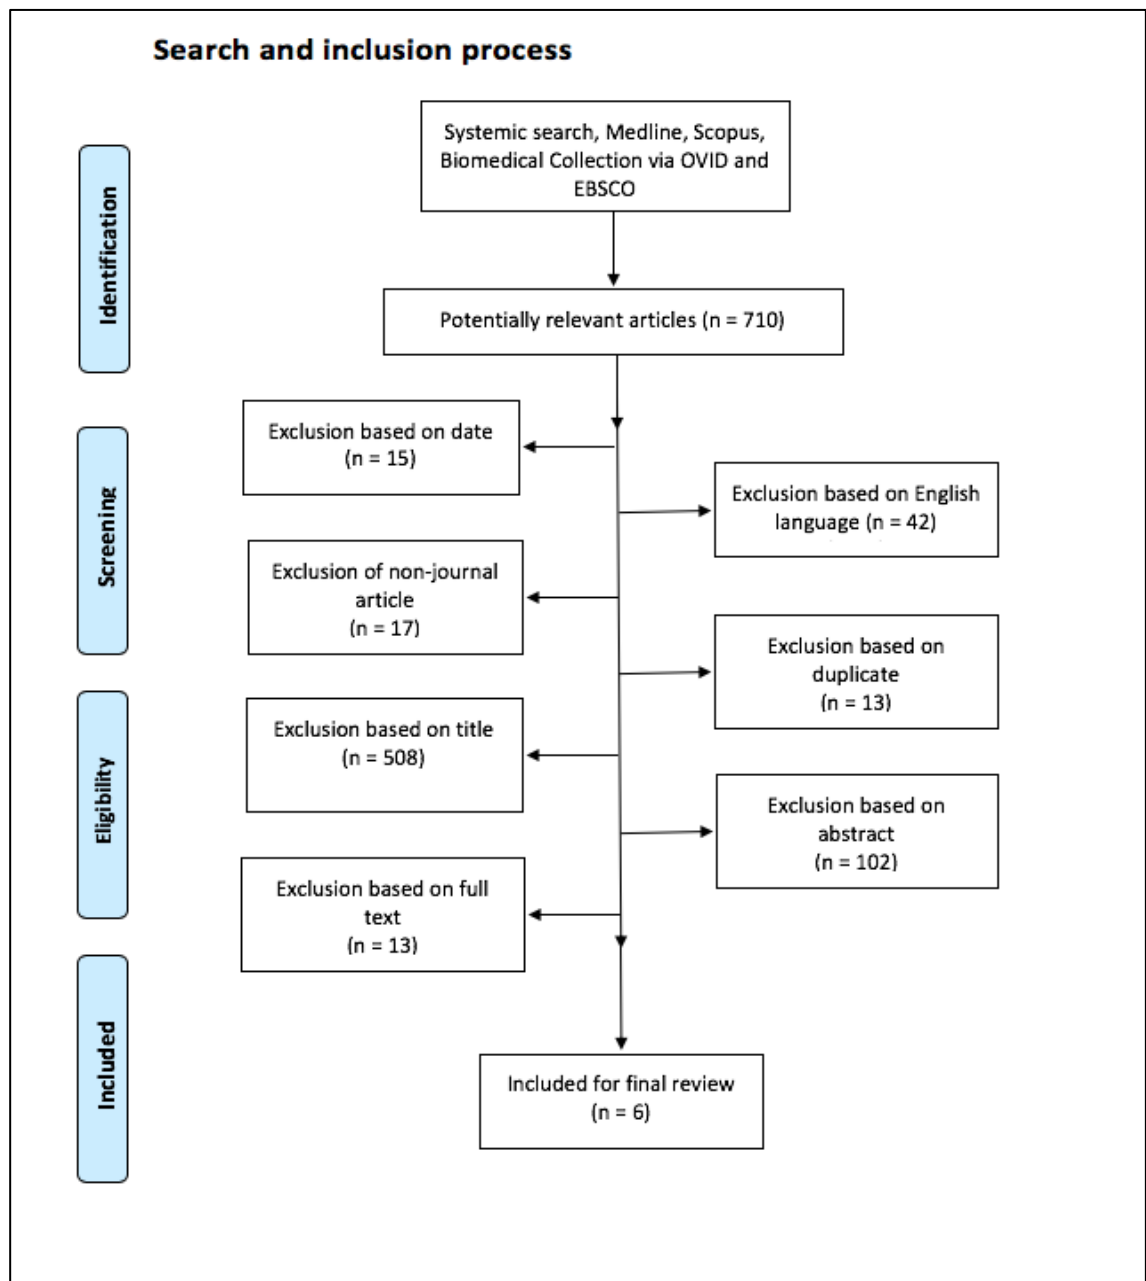 Search and inclusion process
Systemic search, Medline, Scopus,
Biomedical Collection via OVID and
EBSCO
Identification
Potentially relevant articles (n = 710)
Exclusion based on date
(n = 15)
Exclusion based on English
language (n = 42)
Screening
Exclusion of non-journal
article
(n = 17)
Exclusion based on
duplicate
(n = 13)
Exclusion based on title
(n = 508)
Eligibility
Exclusion based on
abstract
(n = 102)
Exclusion based on full
text
(n = 13)
Included
Included for final review
(n = 6)